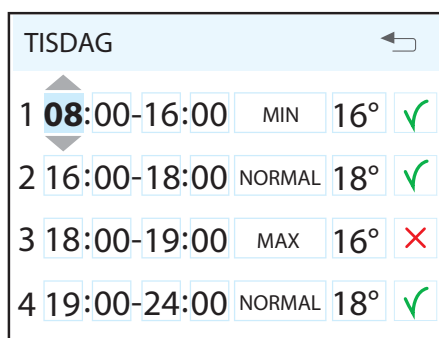 TISDAG
1 08:00-16:00 MIN 16°
2 16:00-18:00 NORMAL 18°
3 18:00-19:00 MAX 16°
4 19:00-24:00 NORMAL 18°